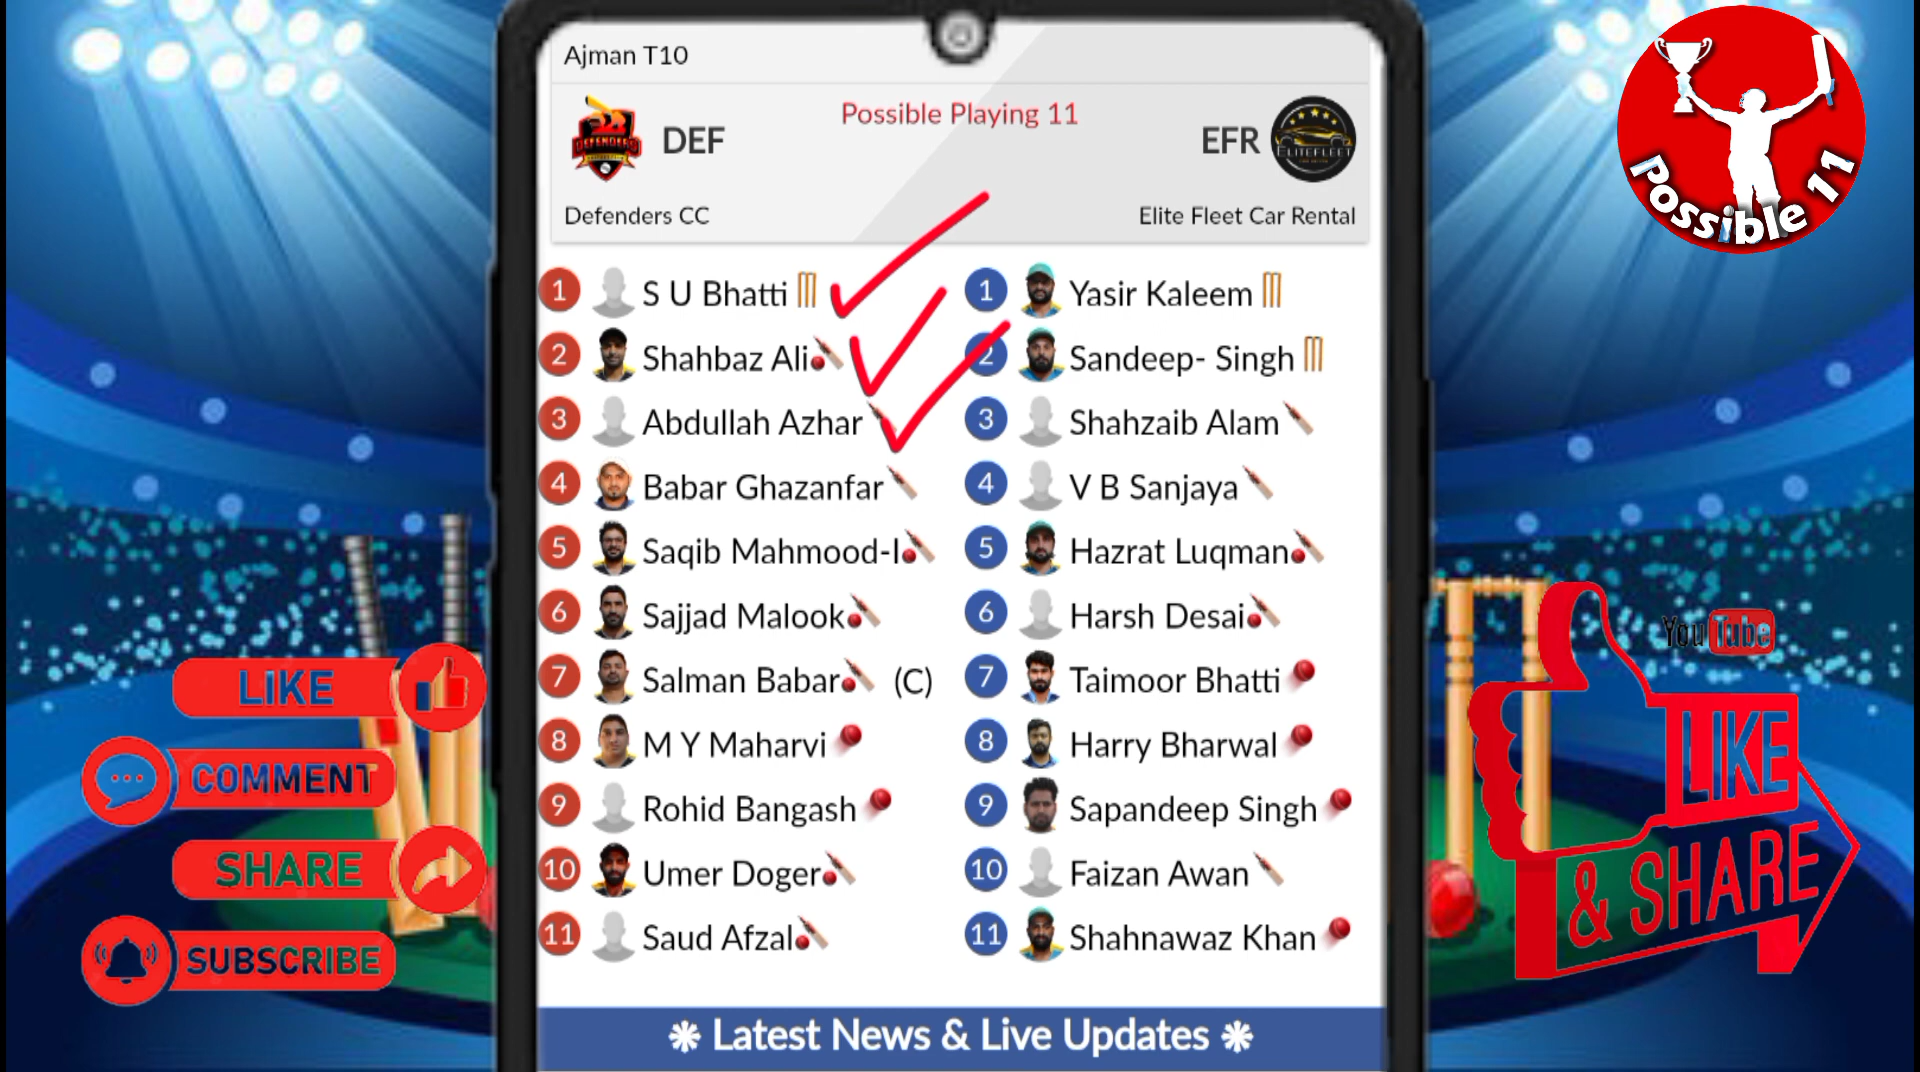 Ajman T10
Possible Playing 11
DEF
EFR
DEFENDERS
ELITEFLEET
Defenders CC
Elite Fleet Car Rental
1 S U Bhatti
2 Shahbaz Ali
3 Abdullah Azhar
4 Babar Ghazanfar
5 Saqib Mahmood-I
6 Sajjad Malook
7 Salman Babar (C)
8 M Y Maharvi
9 Rohid Bangash
10 Umer Doger
11 Saud Afzal
1 Yasir Kaleem
2 Sandeep- Singh
3 Shahzaib Alam
4 V B Sanjaya
5 Hazrat Luqman
6 Harsh Desai
7 Taimoor Bhatti
8 Harry Bharwal
9 Sapandeep Singh
10 Faizan Awan
11 Shahnawaz Khan
Latest News & Live Updates
LIKE
COMMENT
SHARE
SUBSCRIBE
Possible 11
YouTube
LIKE
& SHARE